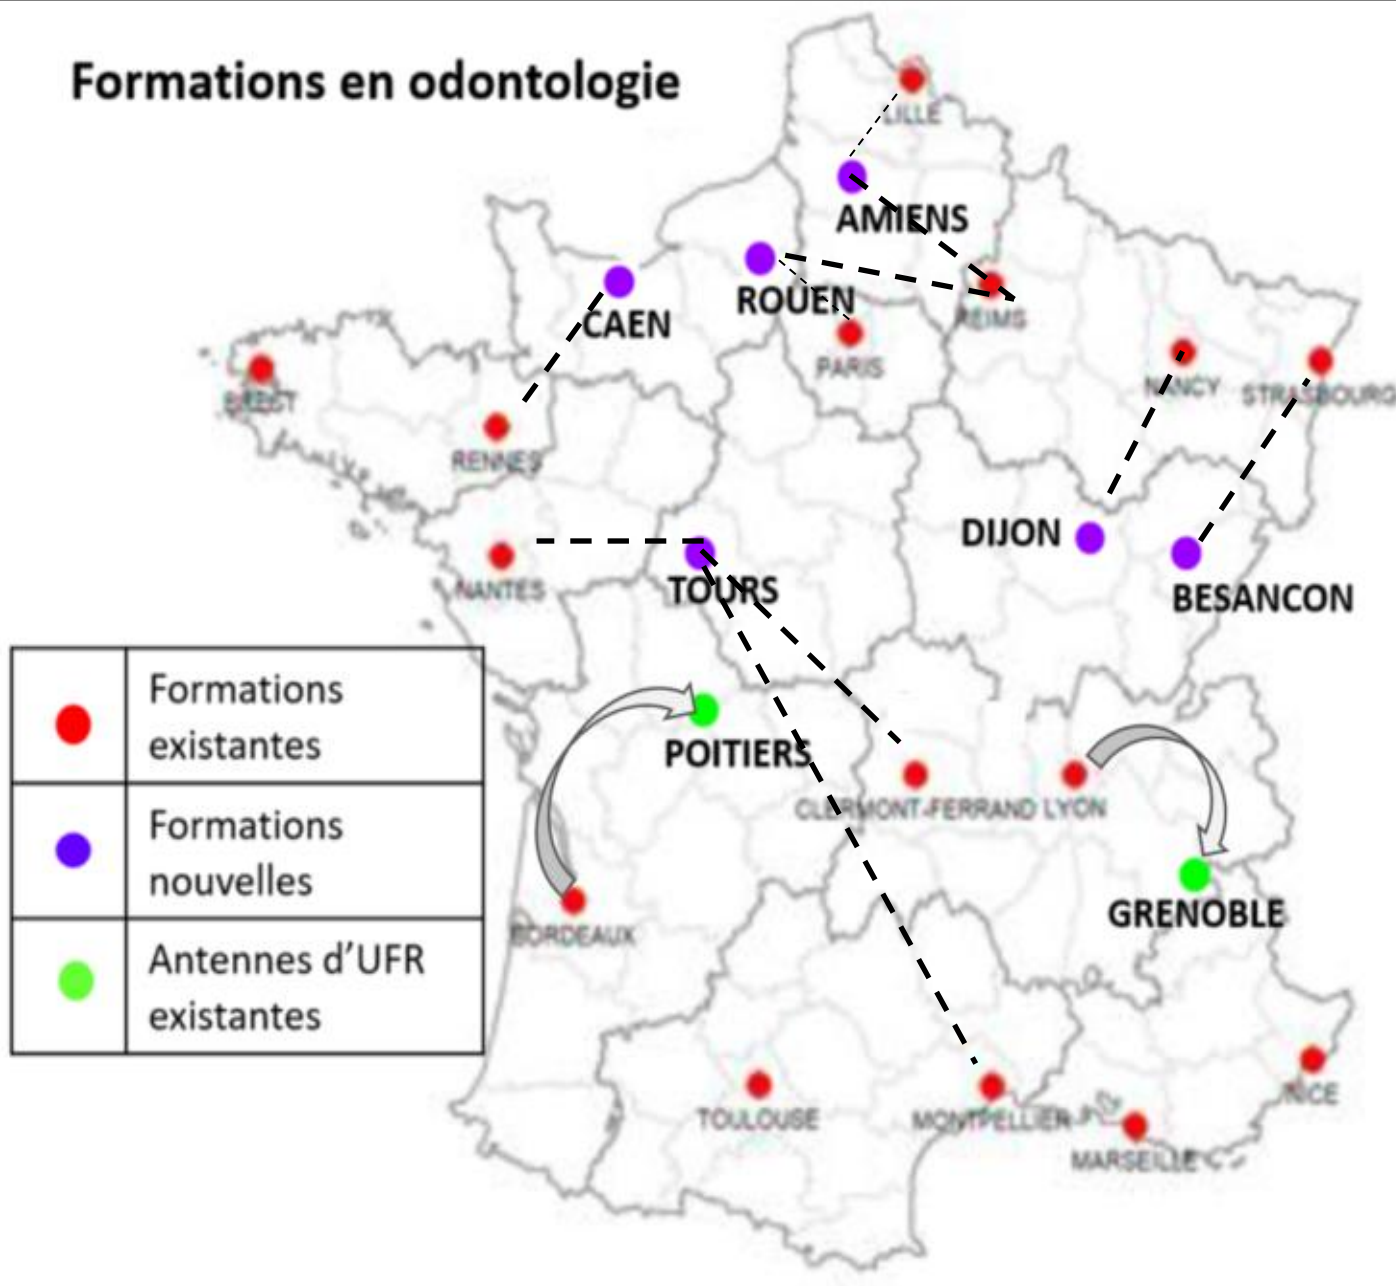 Formations en odontologie
LILLE
AMIENS
ROUEN
CAEN
REIMS
PARIS
BREST
NANCY
STRASBOURG
RENNES
DIJON
NANTES
TOURS
BESANCON
Formations
existantes
POITIERS
CLERMONT-FERRAND
LYON
Formations
nouvelles
GRENOBLE
BORDEAUX
Antennes d’UFR
existantes
NICE
TOULOUSE
MONTPELLIER
MARSEILLE